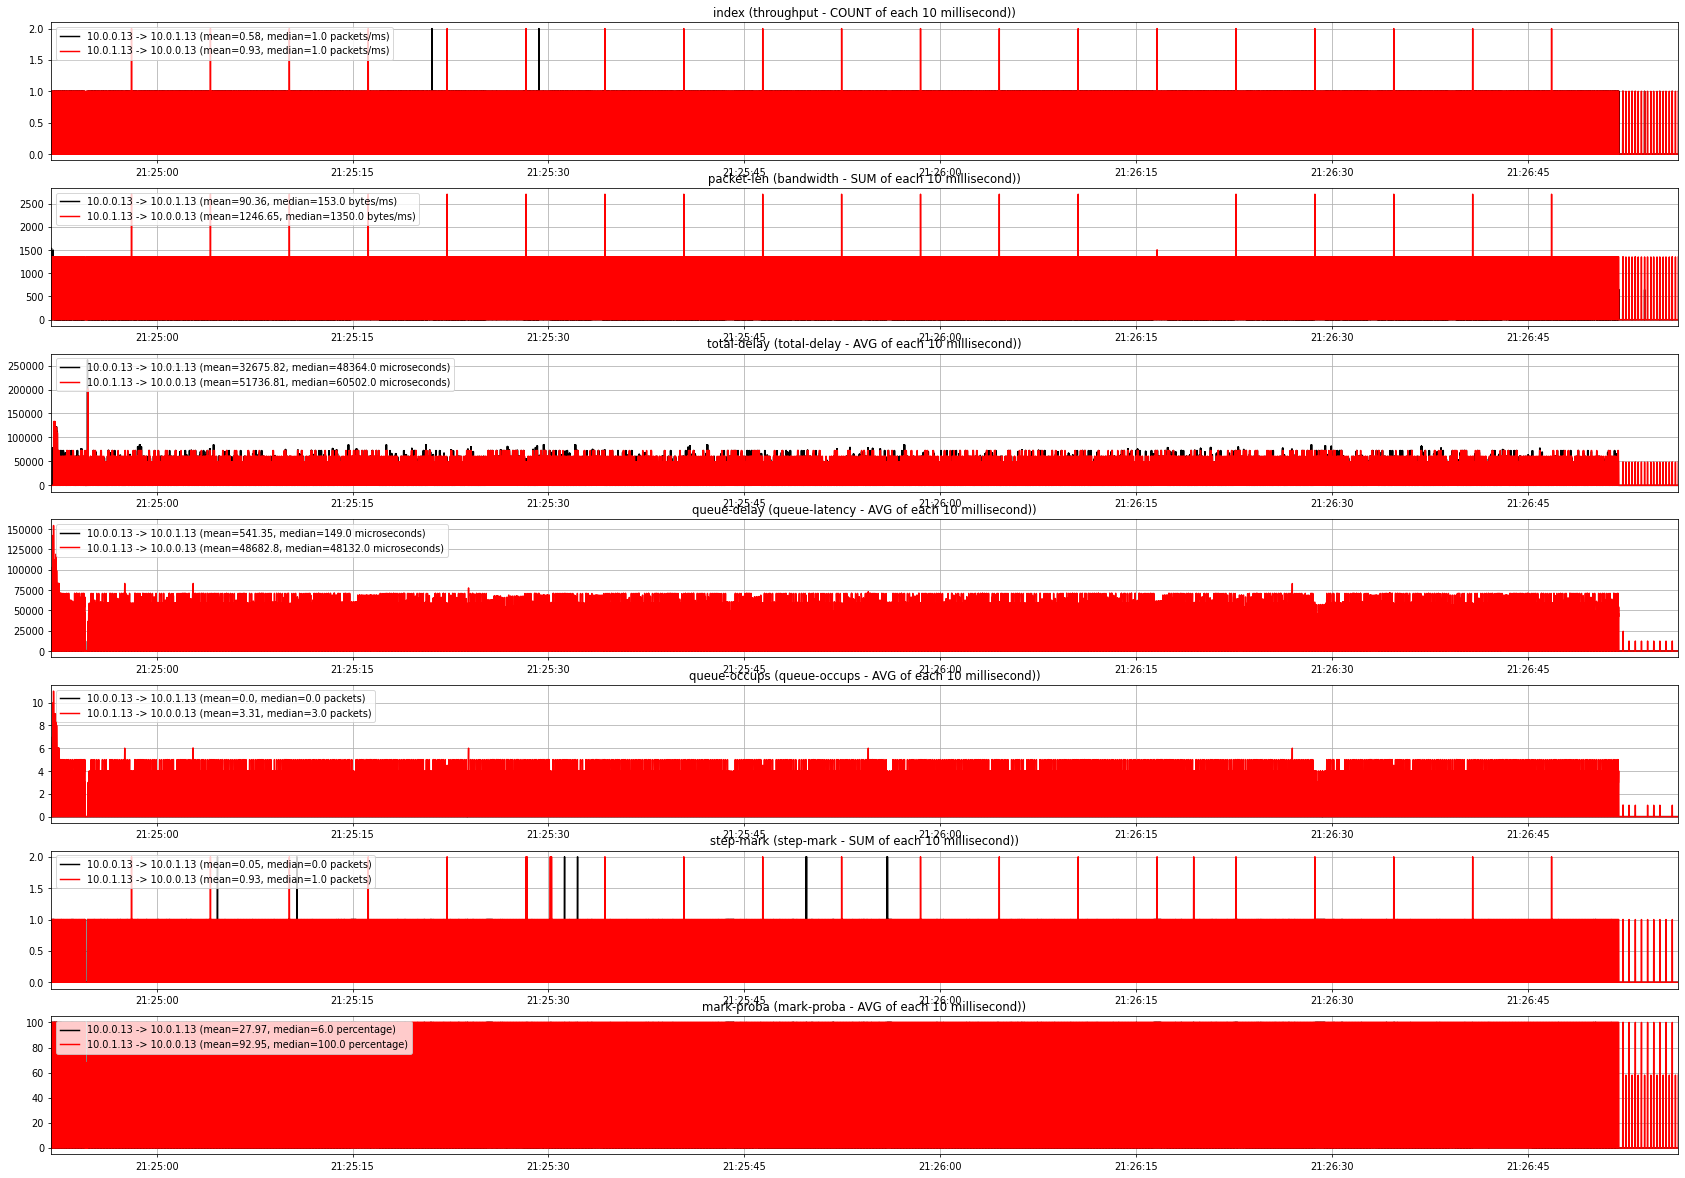 index (throughput - COUNT of each 10 millisecond))
10.0.0.13 -> 10.0.1.13 (mean=0.58, median=1.0 packets/ms)
10.0.1.13 -> 10.0.0.13 (mean=0.93, median=1.0 packets/ms)
2.0
1.5
1.0
0.5
0.0
21:25:00 21:25:15 21:25:30 21:25:45 21:26:00 21:26:15 21:26:30 21:26:45
packet-len (bandwidth - SUM of each 10 millisecond))
10.0.0.13 -> 10.0.1.13 (mean=90.36, median=153.0 bytes/ms)
10.0.1.13 -> 10.0.0.13 (mean=1246.65, median=1350.0 bytes/ms)
2500
2000
1500
1000
500
0
21:25:00 21:25:15 21:25:30 21:25:45 21:26:00 21:26:15 21:26:30 21:26:45
total-delay (total-delay - AVG of each 10 millisecond))
10.0.0.13 -> 10.0.1.13 (mean=32675.82, median=48364.0 microseconds)
10.0.1.13 -> 10.0.0.13 (mean=51736.81, median=60502.0 microseconds)
250000
200000
150000
100000
50000
0
21:25:00 21:25:15 21:25:30 21:25:45 21:26:00 21:26:15 21:26:30 21:26:45
queue-delay (queue-latency - AVG of each 10 millisecond))
10.0.0.13 -> 10.0.1.13 (mean=541.35, median=149.0 microseconds)
10.0.1.13 -> 10.0.0.13 (mean=48682.8, median=48132.0 microseconds)
150000
125000
100000
75000
50000
25000
0
21:25:00 21:25:15 21:25:30 21:25:45 21:26:00 21:26:15 21:26:30 21:26:45
queue-occups (queue-occups - AVG of each 10 millisecond))
10.0.0.13 -> 10.0.1.13 (mean=0.0, median=0.0 packets)
10.0.1.13 -> 10.0.0.13 (mean=3.31, median=3.0 packets)
10
8
6
4
2
0
21:25:00 21:25:15 21:25:30 21:25:45 21:26:00 21:26:15 21:26:30 21:26:45
step-mark (step-mark - SUM of each 10 millisecond))
10.0.0.13 -> 10.0.1.13 (mean=0.05, median=0.0 packets)
10.0.1.13 -> 10.0.0.13 (mean=0.93, median=1.0 packets)
2.0
1.5
1.0
0.5
0.0
21:25:00 21:25:15 21:25:30 21:25:45 21:26:00 21:26:15 21:26:30 21:26:45
mark-proba (mark-proba - AVG of each 10 millisecond))
10.0.0.13 -> 10.0.1.13 (mean=27.97, median=6.0 percentage)
10.0.1.13 -> 10.0.0.13 (mean=92.95, median=100.0 percentage)
100
80
60
40
20
0
21:25:00 21:25:15 21:25:30 21:25:45 21:26:00 21:26:15 21:26:30 21:26:45